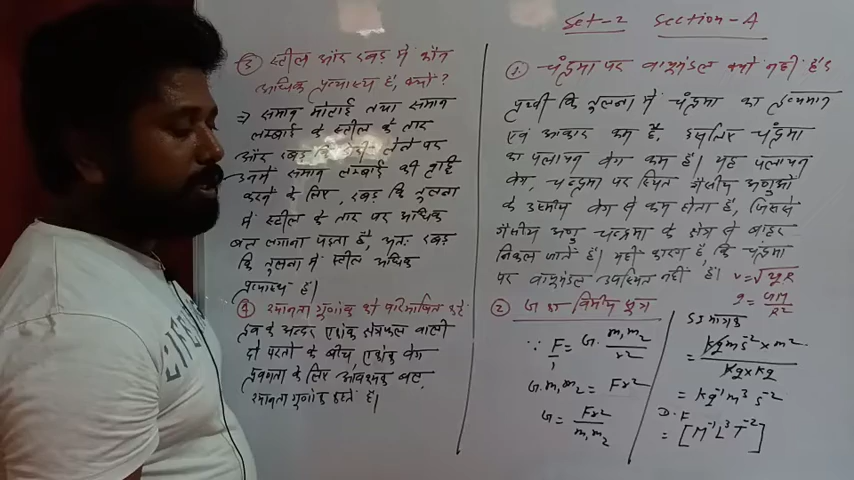 Set-2 Section-A
① चंद्रमा पर वायुमंडल क्यों नही है?
पृथ्वी कि तुलना में चंद्रमा का द्रव्यमान
एवं आकार कम है, इसलिए चंद्रमा
का पलायन वेग कम है। यह पलायन
वेग, चन्द्रमा पर स्थित गैसीय अणुओं
के उष्मीय वेग से कम होता है, जिससे
गैसीय अणु चन्द्रमा के क्षेत्र से बाहर
निकल जाते हैं। यही कारण है, कि चंद्रमा
पर वायुमंडल उपस्थित नहीं है।
v=√2gR
g = GM/R²
② G का विमीय सूत्र
∵ F = G. m₁m₂/r²
G.m₁m₂ = Fr²
G = Fr²/m₁m₂
SI मात्रक
= kgms⁻² × m²/kg×kg
= kg⁻¹m³s⁻²
D.F
= [M⁻¹L³T⁻²]
③ स्टील और रबड़ में कौन
अधिक प्रत्यास्थ है, क्यों?
⇒ समान मोटाई तथा समान
लम्बाई के स्टील के तार
और रबड़ कि लेने पर
उनमें समान लम्बाई की वृद्धि
करने के लिए, रबड़ कि तुलना
में स्टील के तार पर अधिक
बल लगाना पड़ता है, अतः रबड़
कि तुलना में स्टील अधिक
प्रत्यास्थ है।
④ श्यानता गुणांक को परिभाषित करें
द्रव के अन्दर एकांक क्षेत्रफल वाली
दो परतों के बीच, एकांक वेग
प्रवणता के लिए आवश्यक बल,
श्यानता गुणांक कहते हैं।